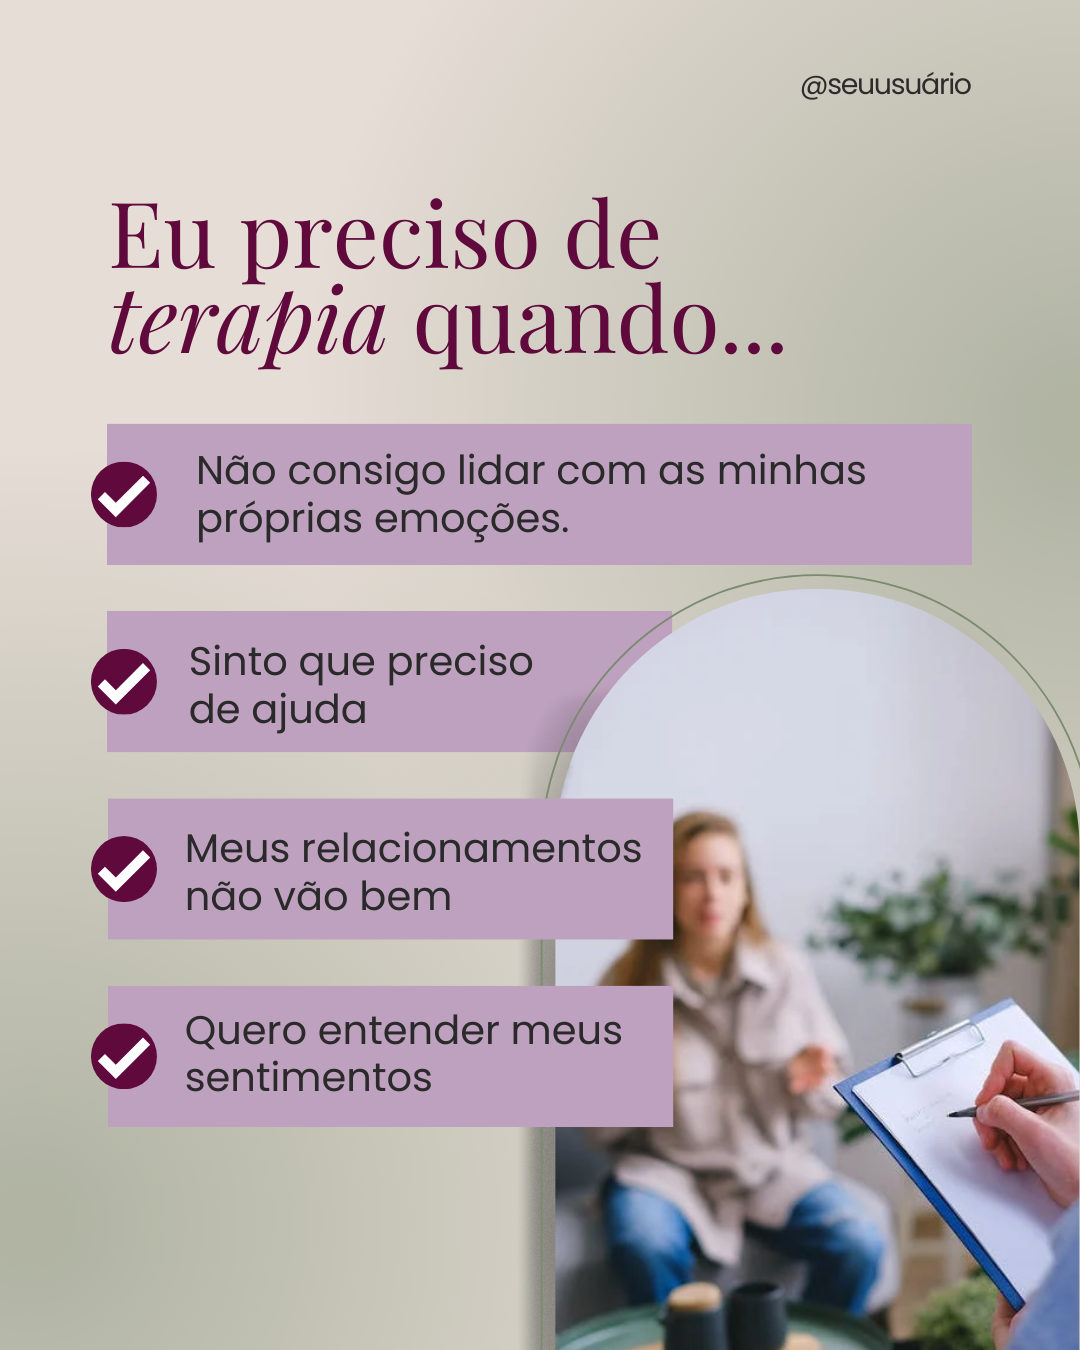 @seuusuário
Eu preciso de
terapia quando...
Não consigo lidar com as minhas
próprias emoções.
Sinto que preciso
de ajuda
Meus relacionamentos
não vão bem
Quero entender meus
sentimentos